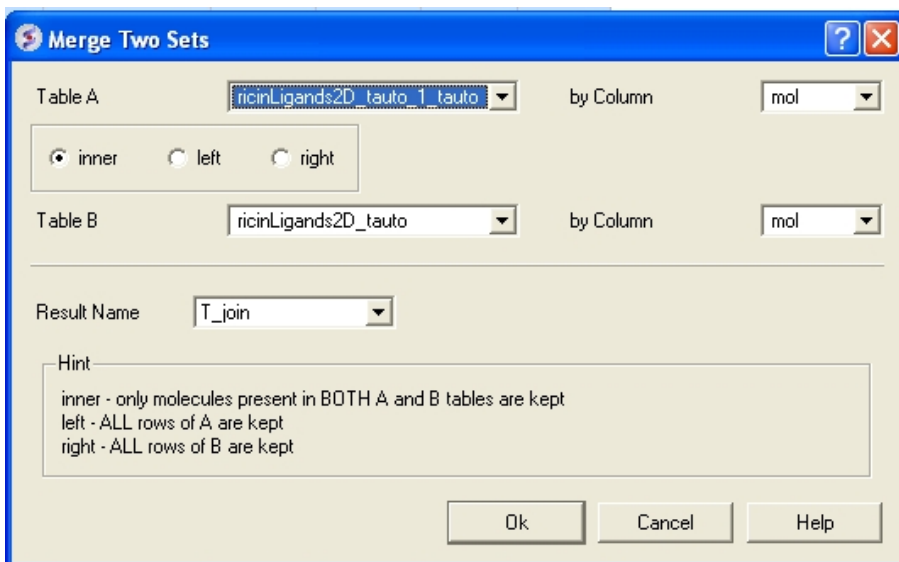 Merge Two Sets
Table A ricinLigands2D_tauto_1_tauto by Column mol
inner left right
Table B ricinLigands2D_tauto by Column mol
Result Name T_join
Hint
inner - only molecules present in BOTH A and B tables are kept
left - ALL rows of A are kept
right - ALL rows of B are kept
Ok Cancel Help